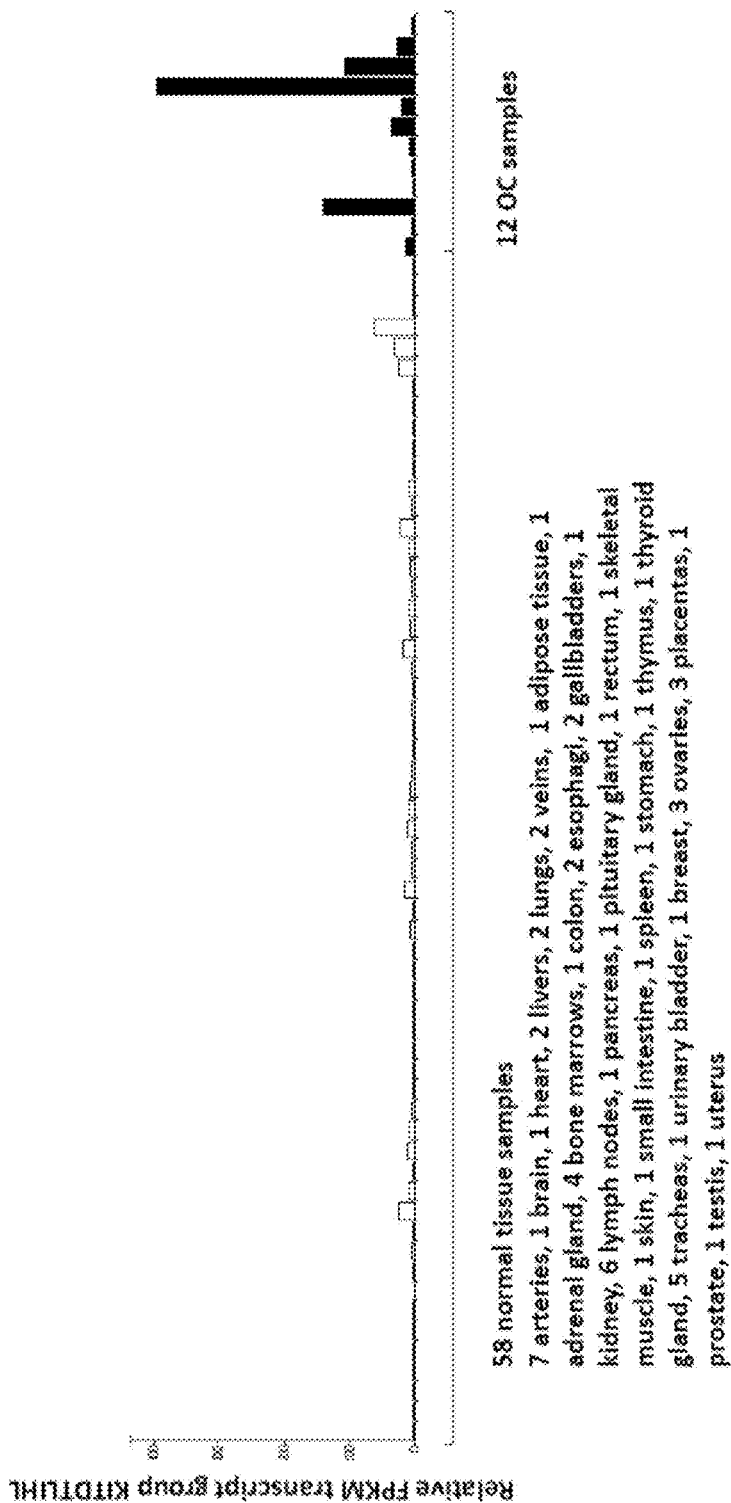 Relative FPKM transcript group KITDTLIHL
0
58 normal tissue samples
7 arteries, 1 brain, 1 heart, 2 livers, 2 lungs, 2 veins, 1 adipose tissue, 1
adrenal gland, 4 bone marrows, 1 colon, 2 esophagi, 2 gallbladders, 1
kidney, 6 lymph nodes, 1 pancreas, 1 pituitary gland, 1 rectum, 1 skeletal
muscle, 1 skin, 1 small intestine, 1 spleen, 1 stomach, 1 thymus, 1 thyroid
gland, 5 tracheas, 1 urinary bladder, 1 breast, 3 ovaries, 3 placentas, 1
prostate, 1 testis, 1 uterus
12 OC samples